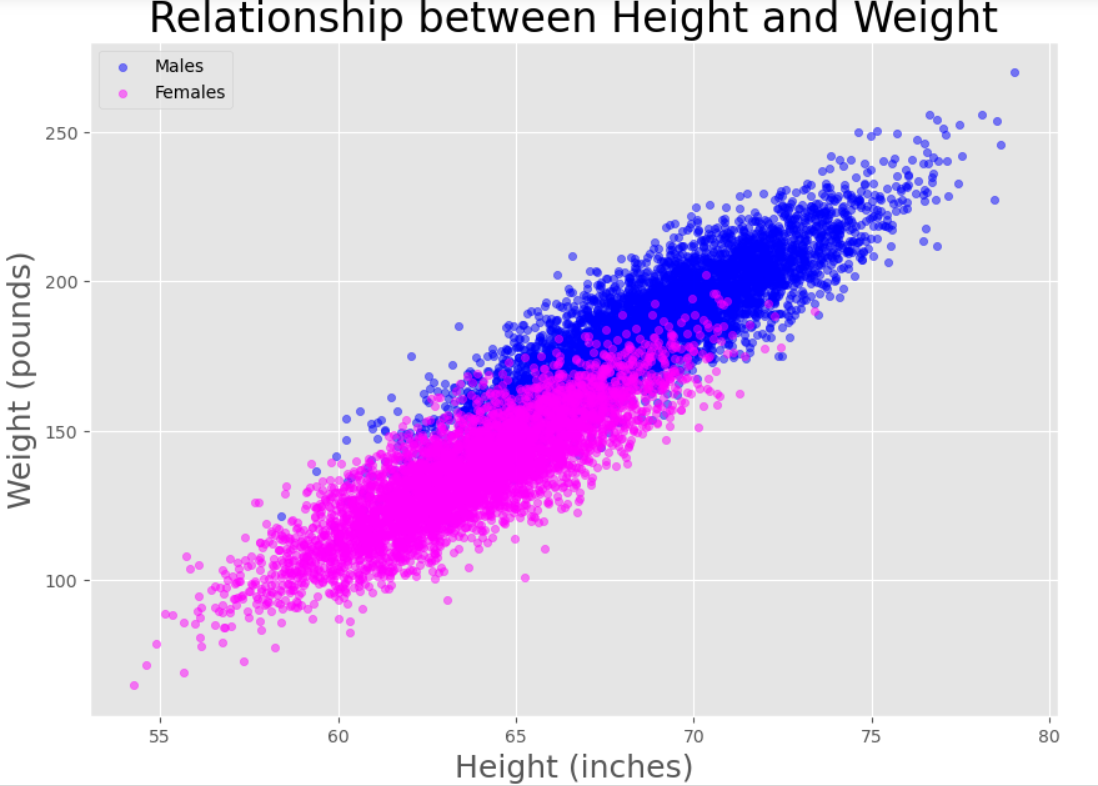 Relationship between Height and Weight
Males
Females
250
200
150
100
Weight (pounds)
55 60 65 70 75 80
Height (inches)